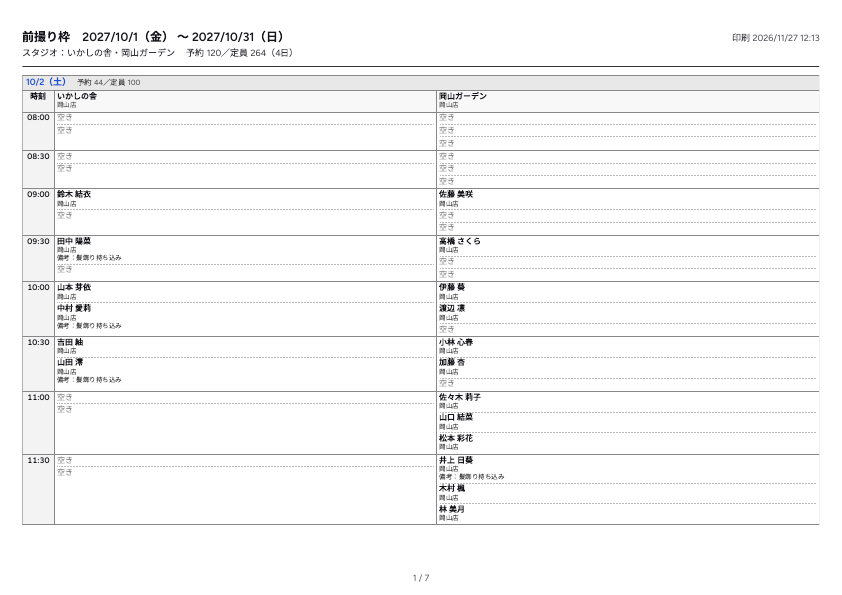 前撮り枠　2027/10/1（金） ～ 2027/10/31（日）
印刷 2026/11/27 12:13
スタジオ：いかしの舎・岡山ガーデン　予約 120／定員 264（4日）
10/2（土）　予約 44／定員 100
時刻　いかしの舎　岡山ガーデン
岡山店　岡山店
08:00　空き　空き
空き　空き
空き
08:30　空き　空き
空き　空き
空き
09:00　鈴木 結衣　佐藤 美咲
岡山店　岡山店
空き　空き
空き
09:30　田中 陽菜　高橋 さくら
岡山店　岡山店
備考：髪飾り持ち込み　空き
空き　空き
10:00　山本 芽依　伊藤 葵
岡山店　岡山店
中村 愛莉　渡辺 凛
岡山店　岡山店
備考：髪飾り持ち込み　空き
10:30　吉田 紬　小林 心春
岡山店　岡山店
山田 澪　加藤 杏
岡山店　岡山店
備考：髪飾り持ち込み　空き
11:00　空き　佐々木 莉子
岡山店
空き　山口 結菜
岡山店
松本 彩花
岡山店
11:30　空き　井上 日葵
岡山店
空き　備考：髪飾り持ち込み
木村 楓
岡山店
林 美月
岡山店
1 / 7